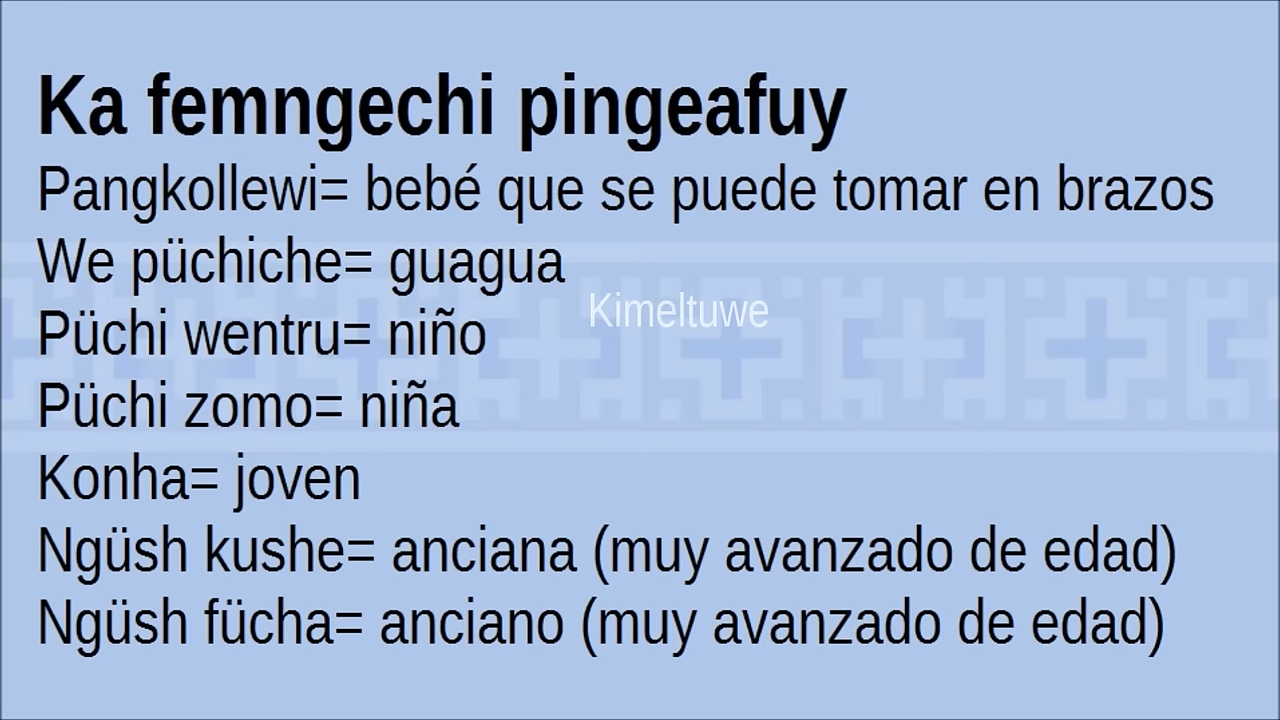 Ka femngechi pingeafuy
Pangkollewi= bebé que se puede tomar en brazos
We püchiche= guagua
Kimeltuwe
Püchi wentru= niño
Püchi zomo= niña
Konha= joven
Ngüsh kushe= anciana (muy avanzado de edad)
Ngüsh fücha= anciano (muy avanzado de edad)